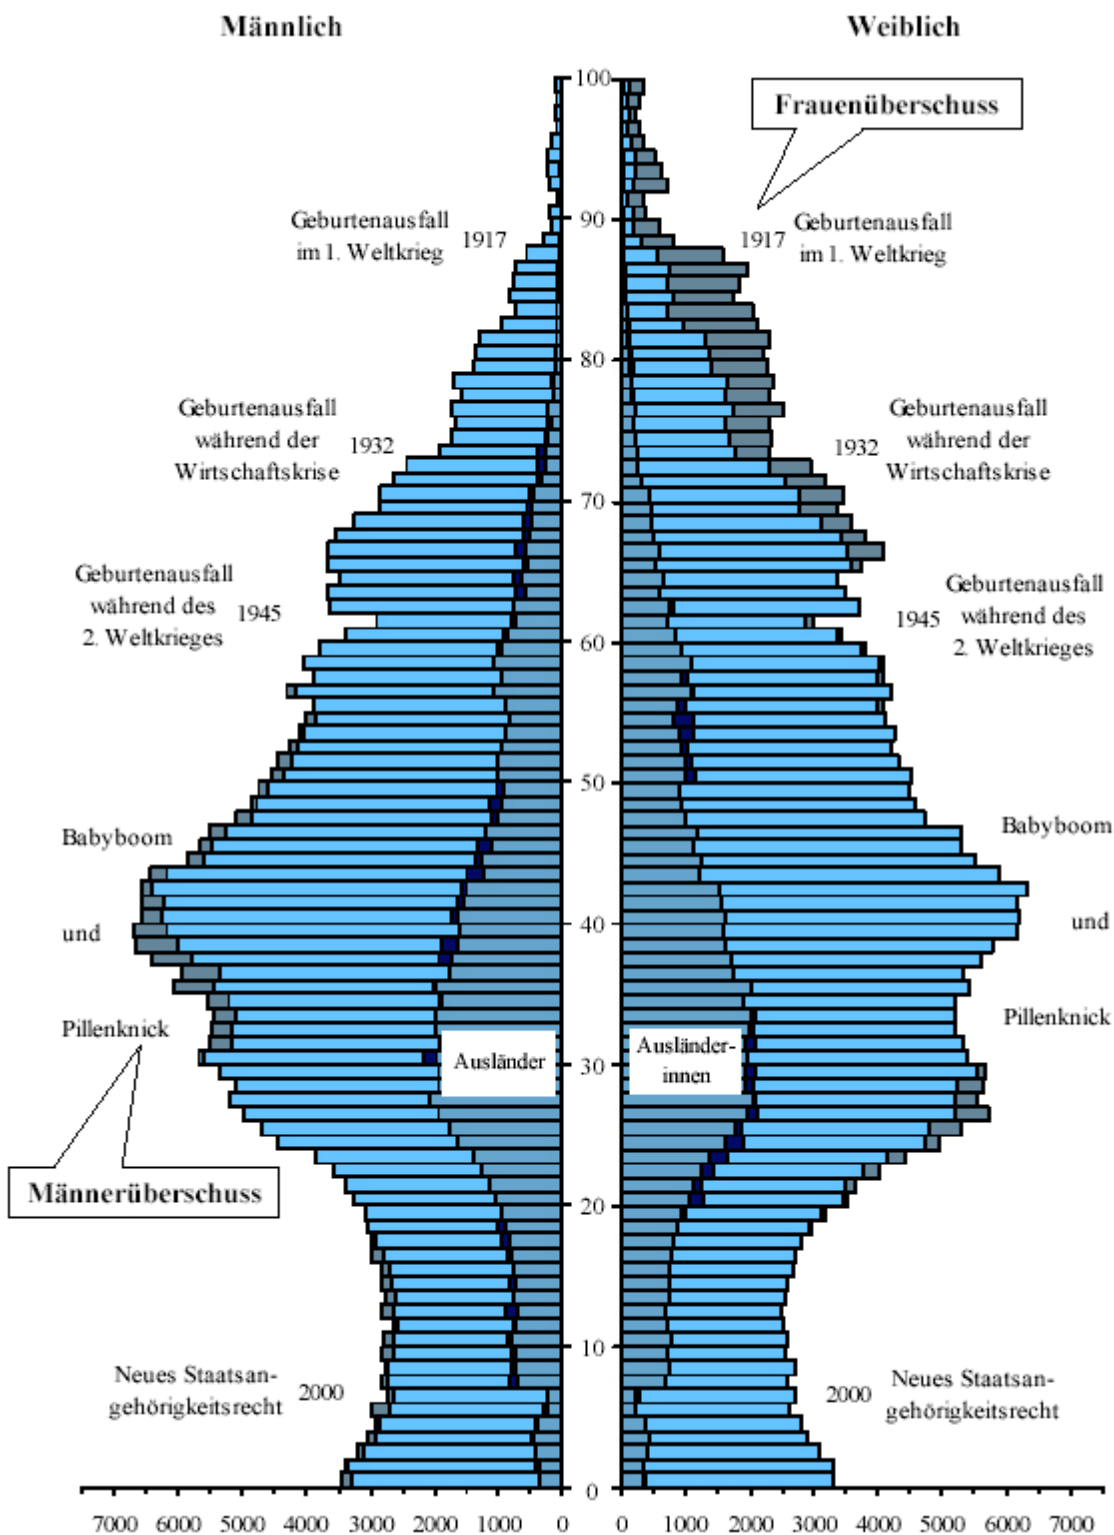 Männlich
Weiblich
100
Frauenüberschuss
90
Geburtenausfall
im 1. Weltkrieg
1917
1917
Geburtenausfall
im 1. Weltkrieg
80
Geburtenausfall
während der
Wirtschaftskrise
1932
1932
Geburtenausfall
während der
Wirtschaftskrise
70
Geburtenausfall
während des
2. Weltkrieges
1945
1945
Geburtenausfall
während des
2. Weltkrieges
60
50
Babyboom
Babyboom
und
40
und
Pillenknick
Pillenknick
Ausländer
Ausländer-
innen
30
Männerüberschuss
20
10
Neues Staatsan-
gehörigkeitsrecht
2000
2000
Neues Staatsan-
gehörigkeitsrecht
0
7000 6000 5000 4000 3000 2000 1000 0 0 1000 2000 3000 4000 5000 6000 7000